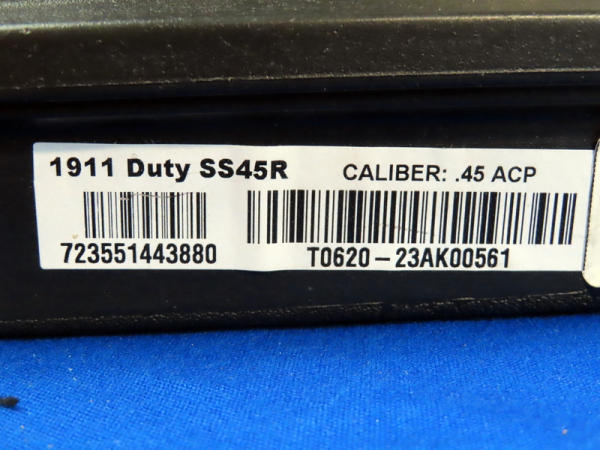 1911 Duty SS45R CALIBER: .45 ACP
723551443880 T0620-23AK00561